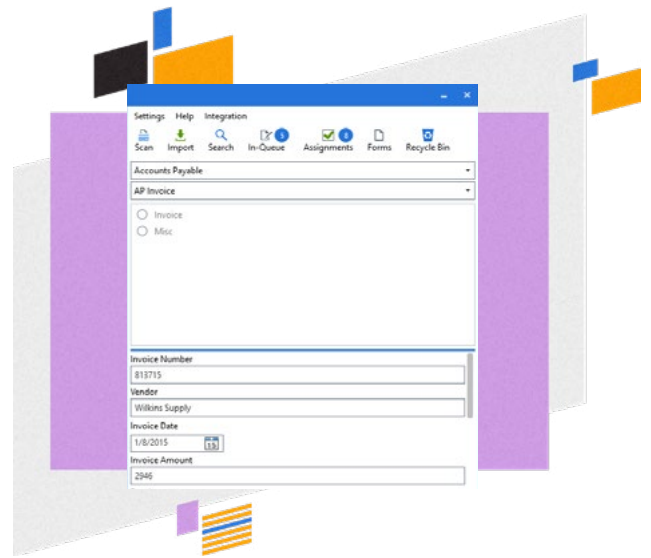 Settings Help Integration
5 8
Scan Import Search In-Queue Assignments Forms Recycle Bin
Accounts Payable
AP Invoice
Invoice
Misc
Invoice Number
813715
Vendor
Wilkins Supply
Invoice Date
1/8/2015 15
Invoice Amount
2946